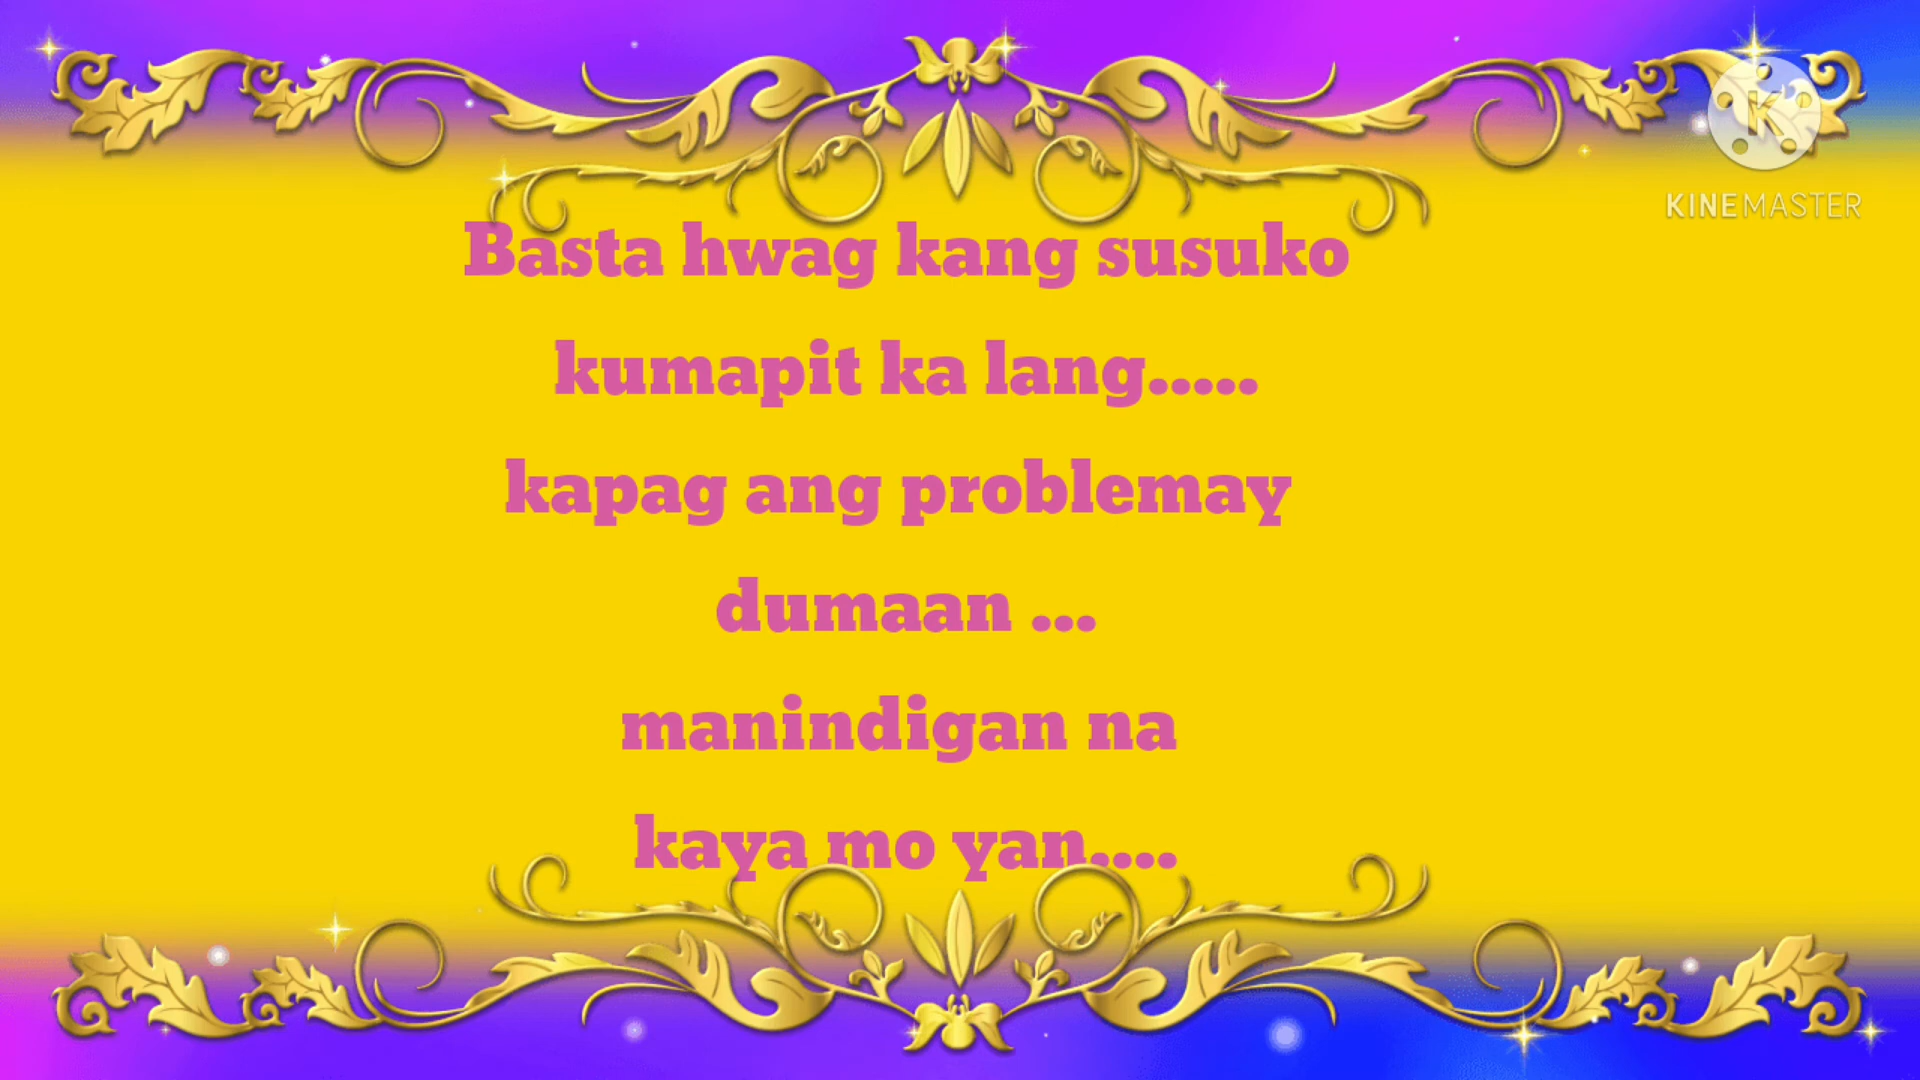 KINEMASTER
Basta hwag kang susuko
kumapit ka lang.....
kapag ang problemay
dumaan ...
manindigan na
kaya mo yan....